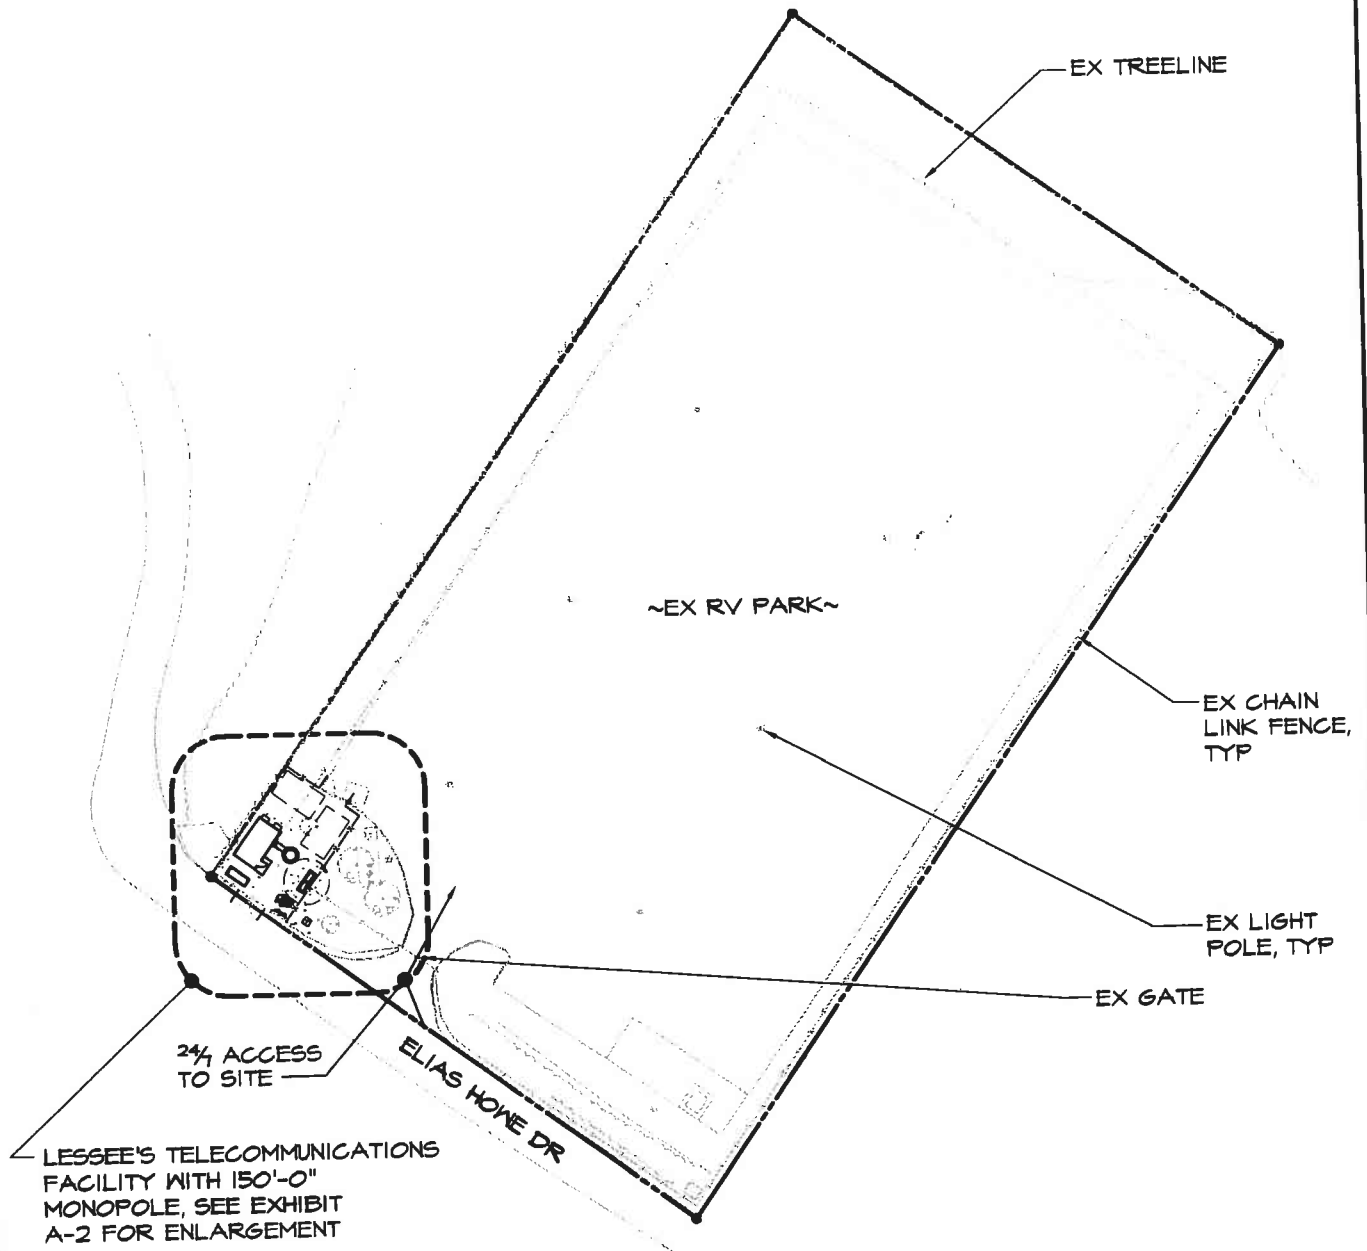 EX TREELINE
~EX RV PARK~
EX CHAIN
LINK FENCE,
TYP
EX LIGHT
POLE, TYP
EX GATE
24/7 ACCESS
TO SITE
ELIAS HOWE DR
LESSEE'S TELECOMMUNICATIONS
FACILITY WITH 150'-0"
MONOPOLE, SEE EXHIBIT
A-2 FOR ENLARGEMENT